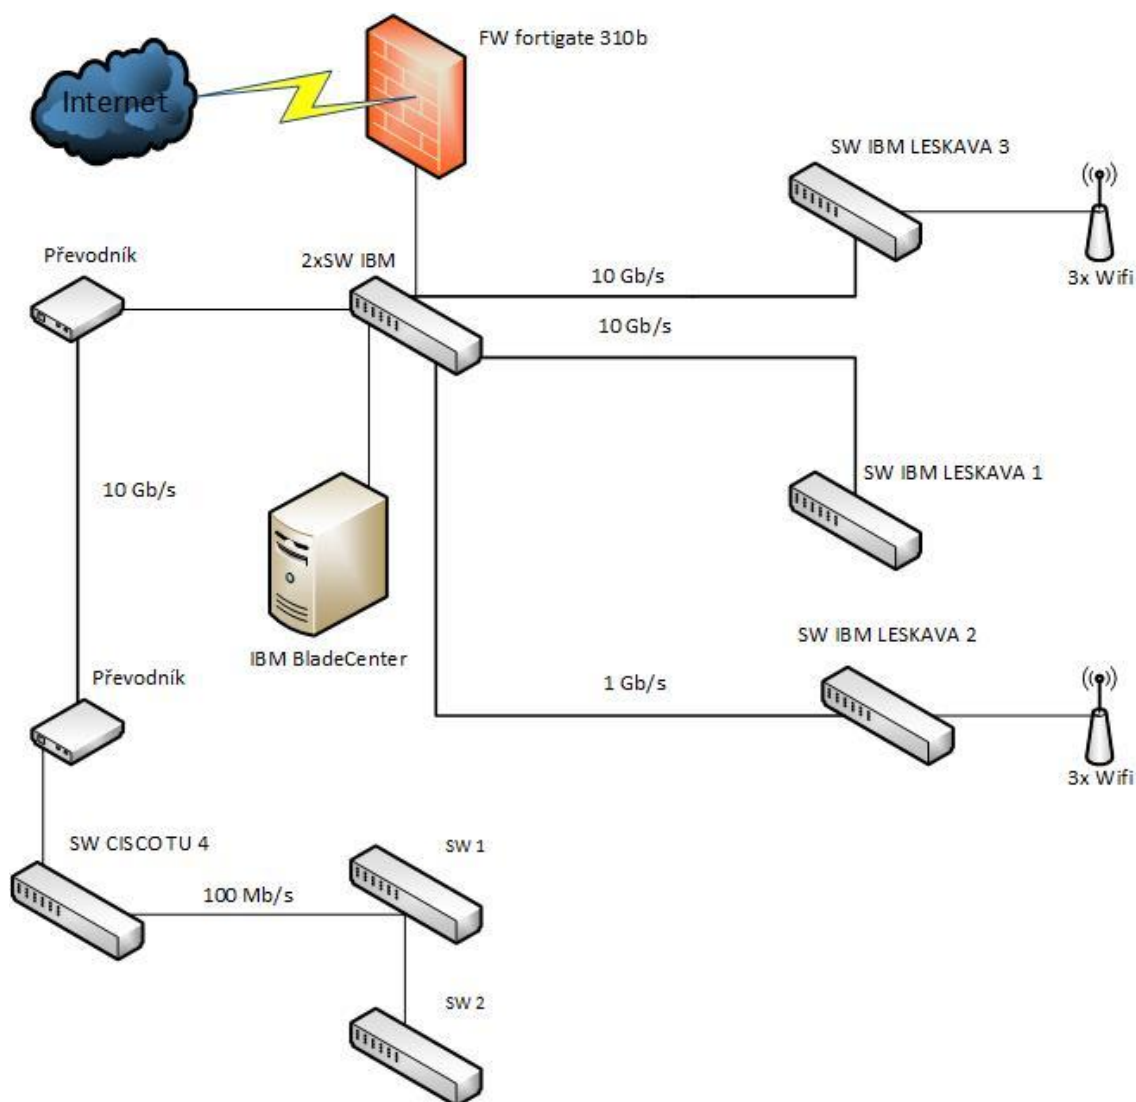 FW fortigate 310b
Internet
SW IBM LESKAVA 3
Převodník
2xSW IBM
10 Gb/s
3x Wifi
10 Gb/s
SW IBM LESKAVA 1
10 Gb/s
SW IBM LESKAVA 2
IBM BladeCenter
Převodník
1 Gb/s
3x Wifi
SW CISCO TU 4
SW 1
100 Mb/s
SW 2